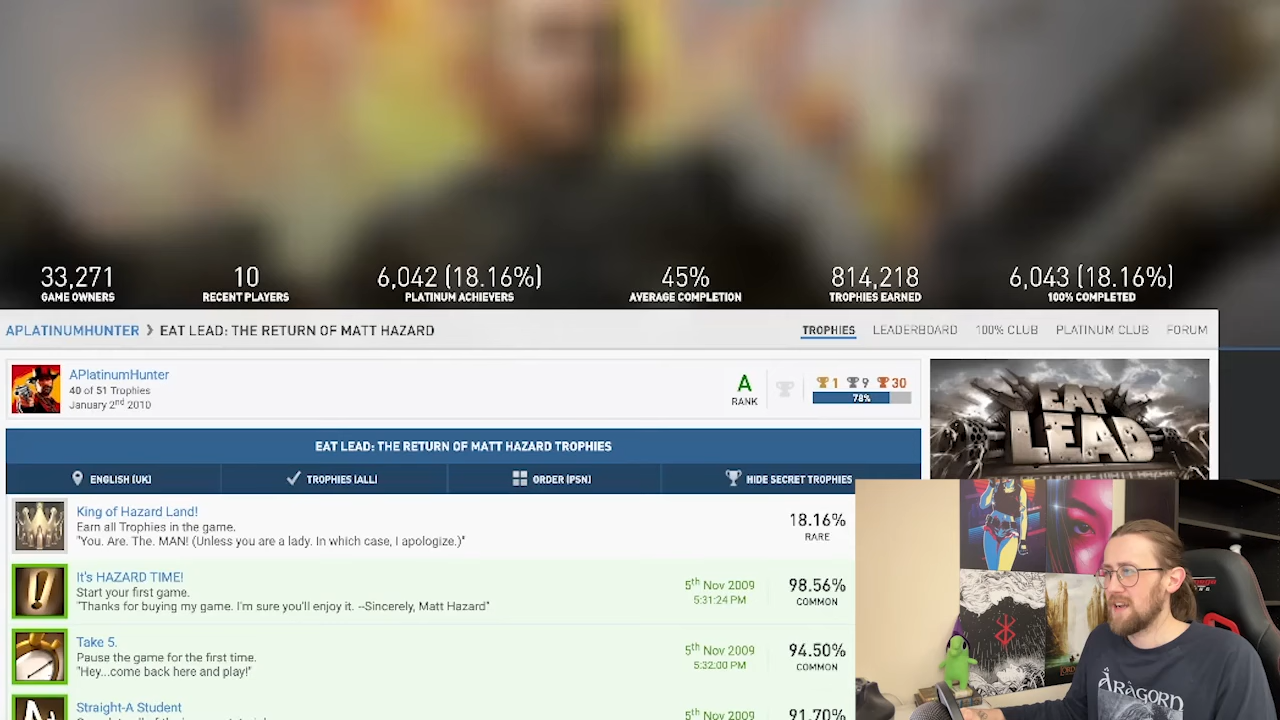 33,271
GAME OWNERS
10
RECENT PLAYERS
6,042 (18.16%)
PLATINUM ACHIEVERS
45%
AVERAGE COMPLETION
814,218
TROPHIES EARNED
6,043 (18.16%)
100% COMPLETED
APLATINUMHUNTER > EAT LEAD: THE RETURN OF MATT HAZARD
TROPHIES LEADERBOARD 100% CLUB PLATINUM CLUB FORUM
APlatinumHunter
40 of 51 Trophies
January 2nd 2010
A
RANK
1 9 30
78%
EAT LEAD
EAT LEAD: THE RETURN OF MATT HAZARD TROPHIES
ENGLISH (UK) TROPHIES (ALL) ORDER (PSN) HIDE SECRET TROPHIES
King of Hazard Land!
Earn all Trophies in the game.
"You. Are. The. MAN! (Unless you are a lady. In which case, I apologize.)"
18.16%
RARE
It's HAZARD TIME!
Start your first game.
"Thanks for buying my game. I'm sure you'll enjoy it. --Sincerely, Matt Hazard"
5th Nov 2009
5:31:24 PM
98.56%
COMMON
Take 5.
Pause the game for the first time.
"Hey...come back here and play!"
5th Nov 2009
5:32:00 PM
94.50%
COMMON
Straight-A Student
5th Nov 2009
91.70%
ARAGORN